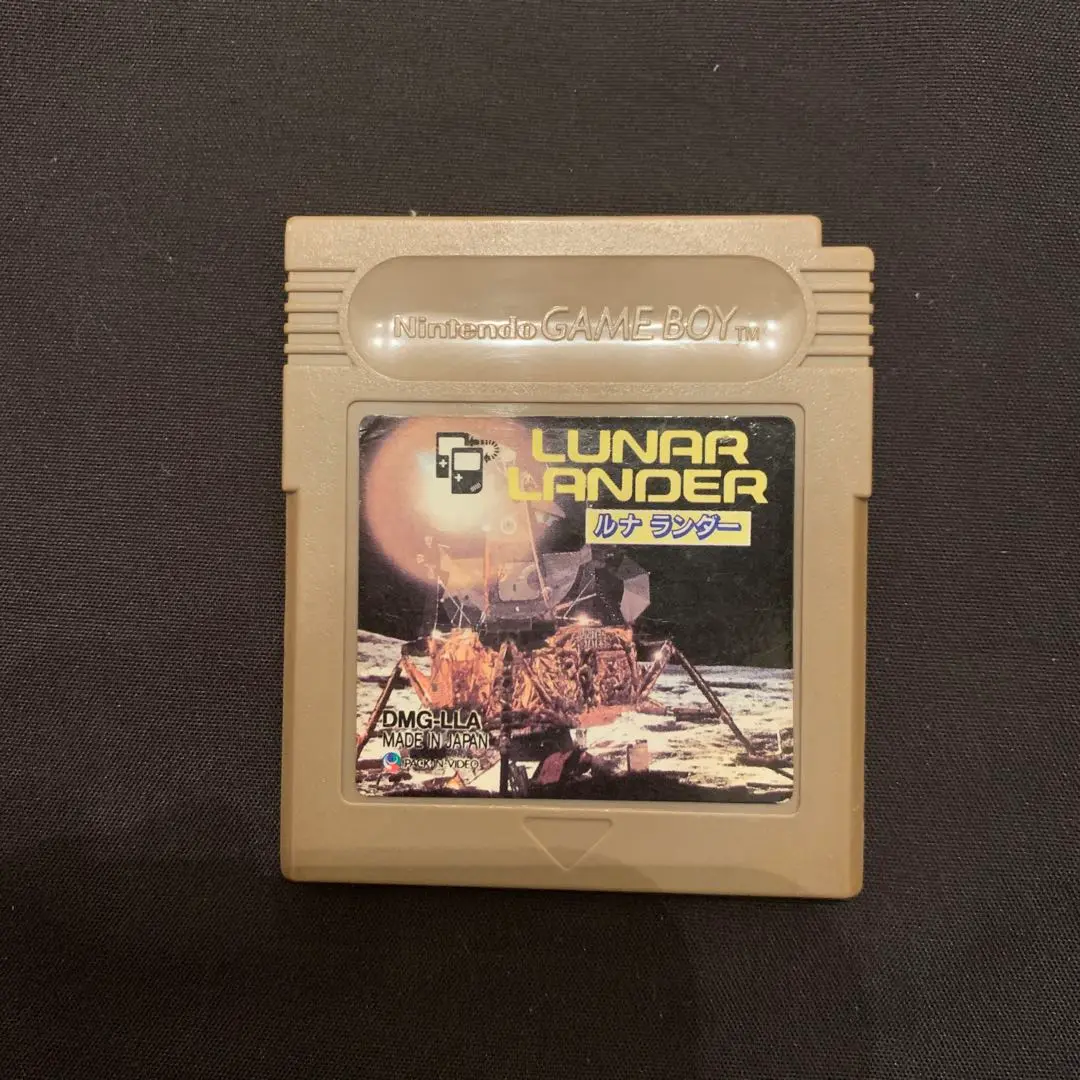 Nintendo GAME BOY TM
LUNAR
LANDER
ルナ ランダー
DMG-LLA
MADE IN JAPAN
PACK-IN-VIDEO